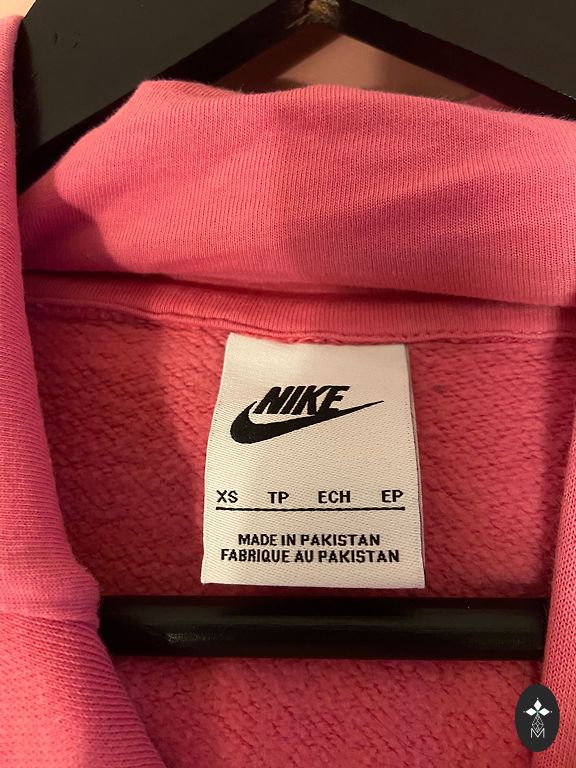 NIKE
XS TP ECH EP
MADE IN PAKISTAN
FABRIQUE AU PAKISTAN
M